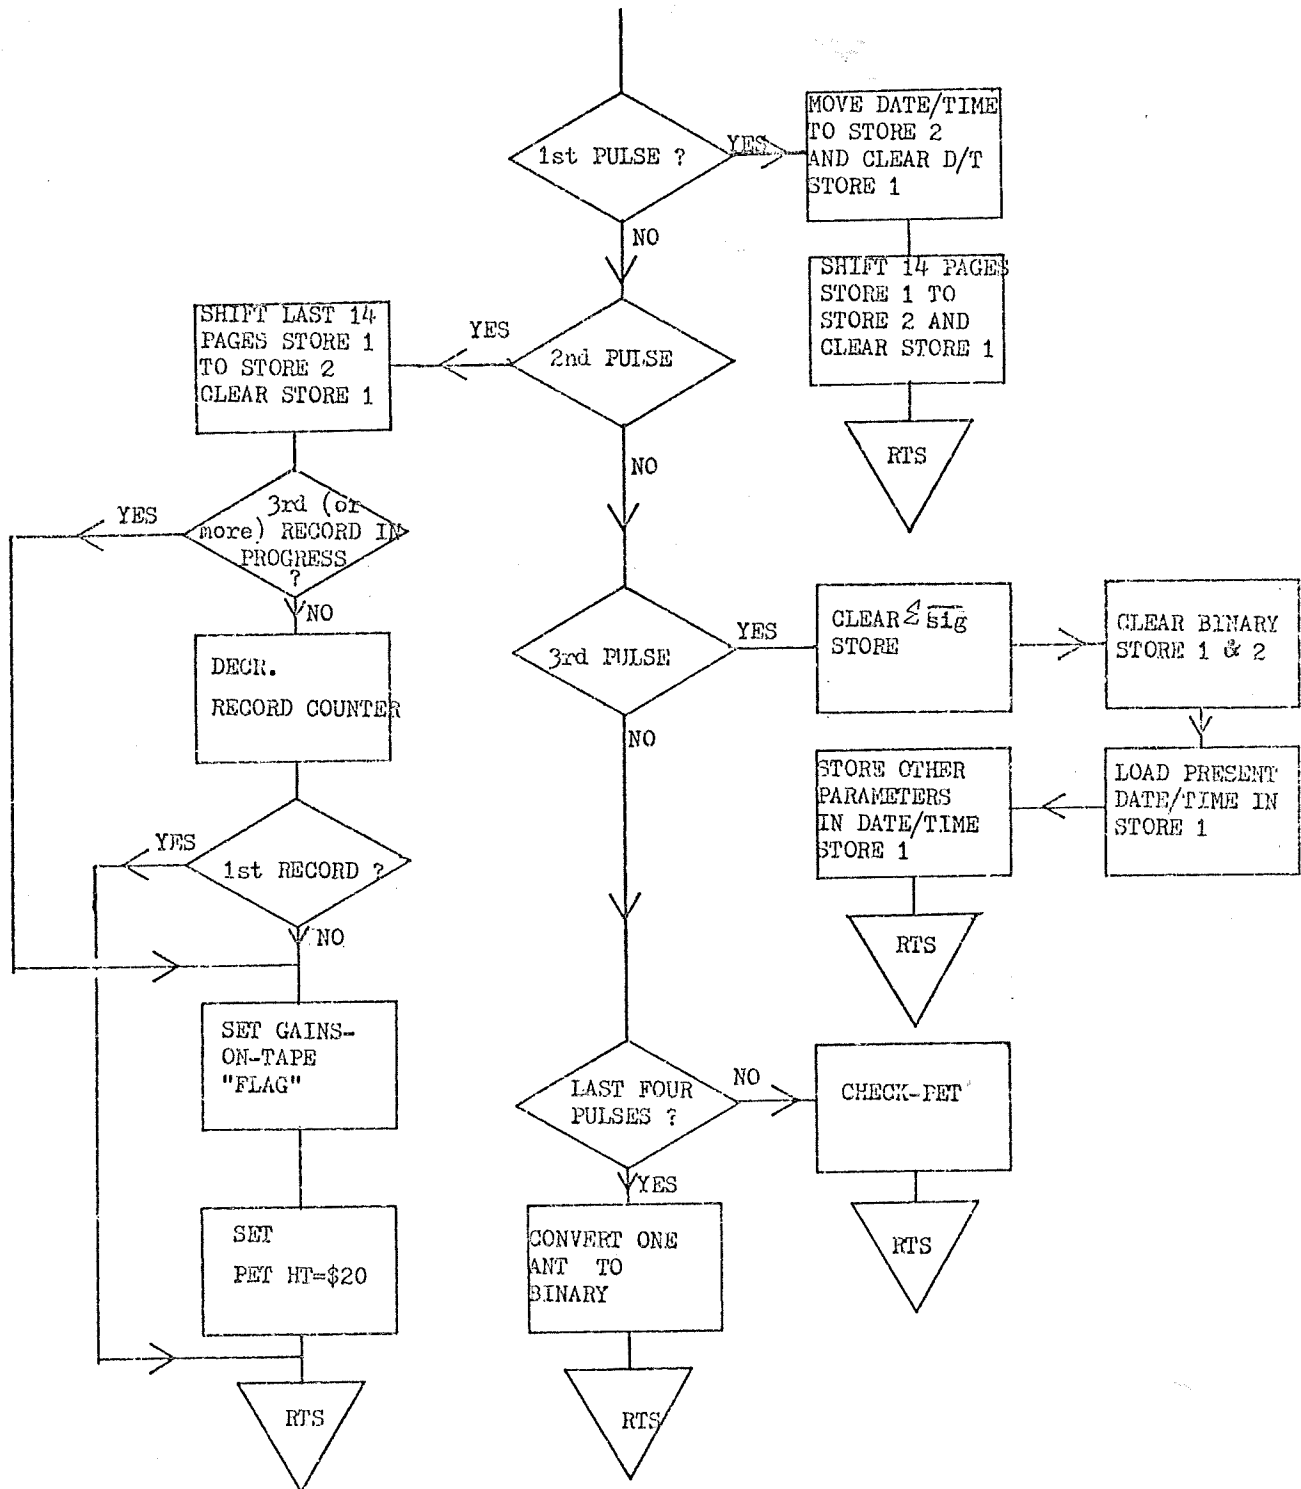 1st PULSE ?
YES
MOVE DATE/TIME
TO STORE 2
AND CLEAR D/T
STORE 1
NO
SHIFT 14 PAGES
STORE 1 TO
STORE 2 AND
CLEAR STORE 1
RTS
2nd PULSE
YES
SHIFT LAST 14
PAGES STORE 1
TO STORE 2
CLEAR STORE 1
NO
3rd (or
more) RECORD IN
PROGRESS
?
YES
NO
DECR.
RECORD COUNTER
1st RECORD ?
YES
NO
SET GAINS-
ON-TAPE
"FLAG"
SET
PET HT=$20
RTS
3rd PULSE
YES
CLEAR Σ s̅i̅g̅
STORE
CLEAR BINARY
STORE 1 & 2
LOAD PRESENT
DATE/TIME IN
STORE 1
STORE OTHER
PARAMETERS
IN DATE/TIME
STORE 1
RTS
NO
LAST FOUR
PULSES ?
NO
CHECK-PET
RTS
YES
CONVERT ONE
ANT TO
BINARY
RTS